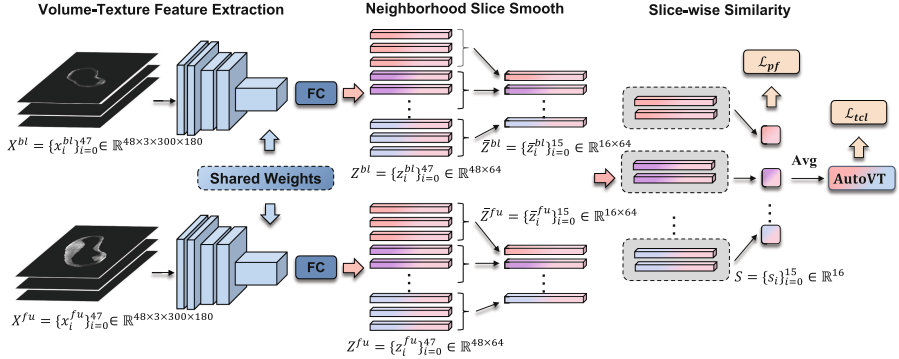 Volume-Texture Feature Extraction
Neighborhood Slice Smooth
Slice-wise Similarity
FC
X^{bl} = {x_i^{bl}}_{i=0}^{47} ∈ ℝ^{48×3×300×180}
Z^{bl} = {z_i^{bl}}_{i=0}^{47} ∈ ℝ^{48×64}
Z̄^{bl} = {z̄_i^{bl}}_{i=0}^{15} ∈ ℝ^{16×64}
ℒ_{pf}
ℒ_{tcl}
Shared Weights
Avg
AutoVT
Z̄^{fu} = {z̄_i^{fu}}_{i=0}^{15} ∈ ℝ^{16×64}
FC
S = {s_i}_{i=0}^{15} ∈ ℝ^{16}
X^{fu} = {x_i^{fu}}_{i=0}^{47} ∈ ℝ^{48×3×300×180}
Z^{fu} = {z_i^{fu}}_{i=0}^{47} ∈ ℝ^{48×64}